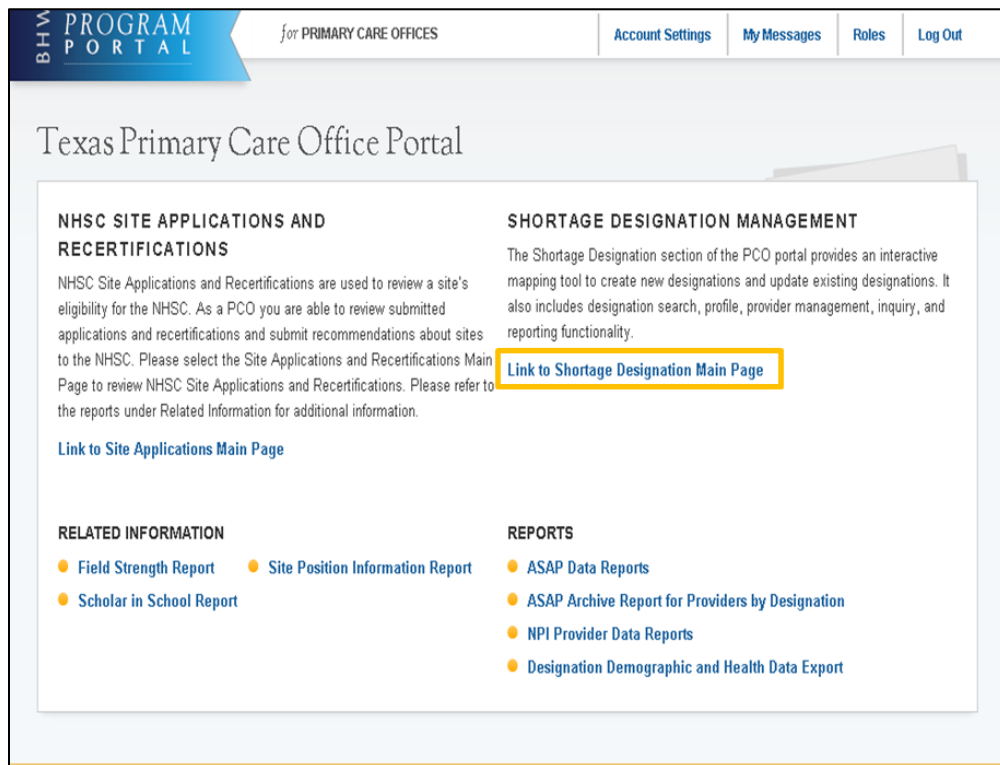 BHW
PROGRAM
PORTAL
for PRIMARY CARE OFFICES
Account Settings
My Messages
Roles
Log Out
Texas Primary Care Office Portal
NHSC SITE APPLICATIONS AND
RECERTIFICATIONS
NHSC Site Applications and Recertifications are used to review a site's
eligibility for the NHSC. As a PCO you are able to review submitted
applications and recertifications and submit recommendations about sites
to the NHSC. Please select the Site Applications and Recertifications Main
Page to review NHSC Site Applications and Recertifications. Please refer to
the reports under Related Information for additional information.
Link to Site Applications Main Page
SHORTAGE DESIGNATION MANAGEMENT
The Shortage Designation section of the PCO portal provides an interactive
mapping tool to create new designations and update existing designations. It
also includes designation search, profile, provider management, inquiry, and
reporting functionality.
Link to Shortage Designation Main Page
RELATED INFORMATION
Field Strength Report
Site Position Information Report
Scholar in School Report
REPORTS
ASAP Data Reports
ASAP Archive Report for Providers by Designation
NPI Provider Data Reports
Designation Demographic and Health Data Export